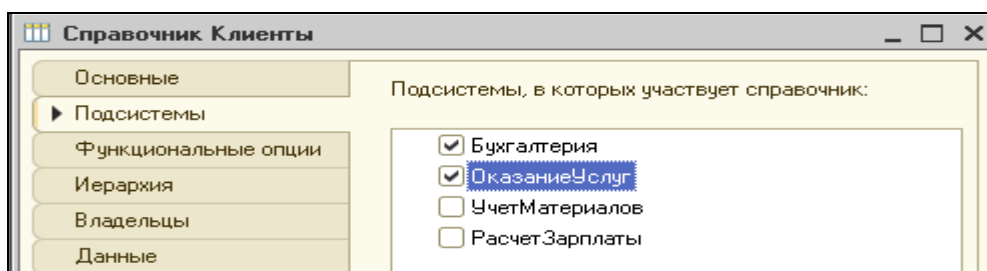 Справочник Клиенты
Основные
Подсистемы
Функциональные опции
Иерархия
Владельцы
Данные
Подсистемы, в которых участвует справочник:
Бухгалтерия
ОказаниеУслуг
УчетМатериалов
РасчетЗарплаты